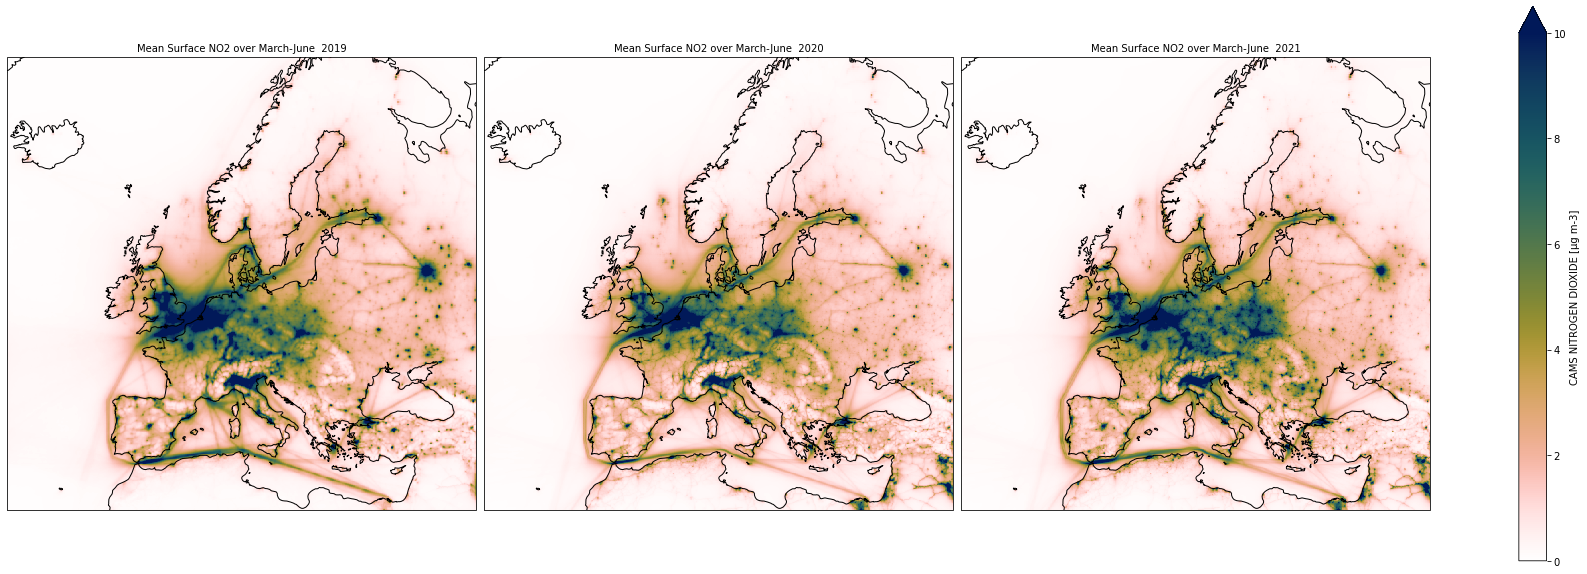 Mean Surface NO2 over March-June  2019
Mean Surface NO2 over March-June  2020
Mean Surface NO2 over March-June  2021
10
8
6
4
2
0
CAMS NITROGEN DIOXIDE [µg m-3]